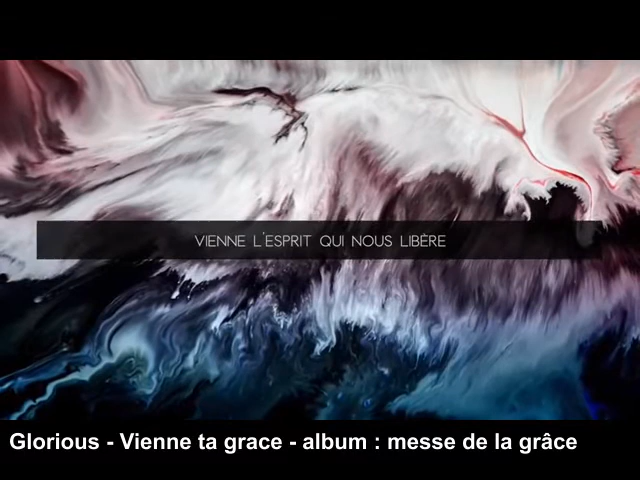 VIENNE L'ESPRIT QUI NOUS LIBÈRE
Glorious - Vienne ta grace - album : messe de la grâce